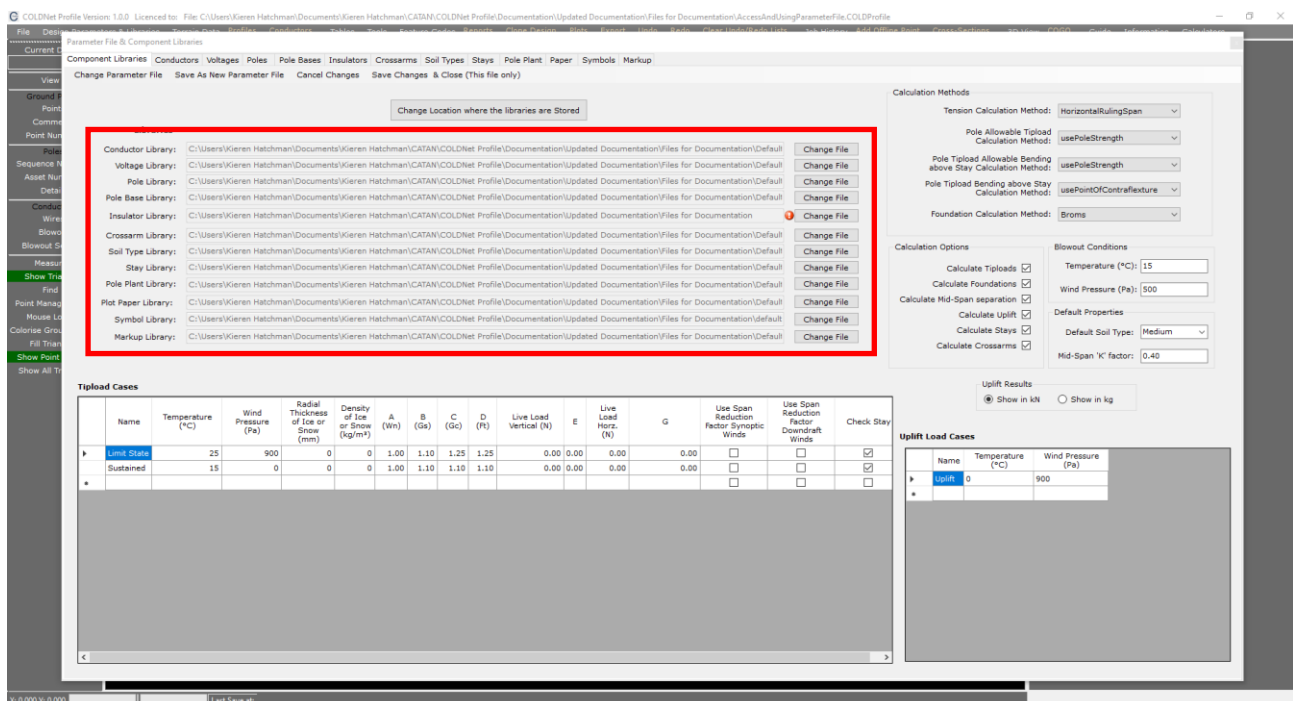 COLDNet Profile Version: 1.0.0 Licenced to: File: C:\Users\Kieren Hatchman\Documents\Kieren Hatchman\CATAN\COLDNet Profile\Documentation\Updated Documentation\Files for Documentation\AccessAndUsingParameterFile.COLDProfile
Parameter File & Component Libraries
Component Libraries Conductors Voltages Poles Pole Bases Insulators Crossarms Soil Types Stays Pole Plant Paper Symbols Markup
Change Parameter File Save As New Parameter File Cancel Changes Save Changes & Close (This file only)
Change Location where the libraries are Stored
Conductor Library: C:\Users\Kieren Hatchman\Documents\Kieren Hatchman\CATAN\COLDNet Profile\Documentation\Updated Documentation\Files for Documentation\Default Change File
Voltage Library: C:\Users\Kieren Hatchman\Documents\Kieren Hatchman\CATAN\COLDNet Profile\Documentation\Updated Documentation\Files for Documentation\Default Change File
Pole Library: C:\Users\Kieren Hatchman\Documents\Kieren Hatchman\CATAN\COLDNet Profile\Documentation\Updated Documentation\Files for Documentation\Default Change File
Pole Base Library: C:\Users\Kieren Hatchman\Documents\Kieren Hatchman\CATAN\COLDNet Profile\Documentation\Updated Documentation\Files for Documentation\Default Change File
Insulator Library: C:\Users\Kieren Hatchman\Documents\Kieren Hatchman\CATAN\COLDNet Profile\Documentation\Updated Documentation\Files for Documentation Change File
Crossarm Library: C:\Users\Kieren Hatchman\Documents\Kieren Hatchman\CATAN\COLDNet Profile\Documentation\Updated Documentation\Files for Documentation\Default Change File
Soil Type Library: C:\Users\Kieren Hatchman\Documents\Kieren Hatchman\CATAN\COLDNet Profile\Documentation\Updated Documentation\Files for Documentation\Default Change File
Stay Library: C:\Users\Kieren Hatchman\Documents\Kieren Hatchman\CATAN\COLDNet Profile\Documentation\Updated Documentation\Files for Documentation\Default Change File
Pole Plant Library: C:\Users\Kieren Hatchman\Documents\Kieren Hatchman\CATAN\COLDNet Profile\Documentation\Updated Documentation\Files for Documentation\Default Change File
Plot Paper Library: C:\Users\Kieren Hatchman\Documents\Kieren Hatchman\CATAN\COLDNet Profile\Documentation\Updated Documentation\Files for Documentation\Default Change File
Symbol Library: C:\Users\Kieren Hatchman\Documents\Kieren Hatchman\CATAN\COLDNet Profile\Documentation\Updated Documentation\Files for Documentation\default Change File
Markup Library: C:\Users\Kieren Hatchman\Documents\Kieren Hatchman\CATAN\COLDNet Profile\Documentation\Updated Documentation\Files for Documentation\Default Change File
Calculation Methods
Tension Calculation Method: HorizontalRulingSpan
Pole Allowable Tipload
Calculation Method: usePoleStrength
Pole Tipload Allowable Bending
above Stay Calculation Method: usePoleStrength
Pole Tipload Bending above Stay
Calculation Method: usePointOfContraflexture
Foundation Calculation Method: Broms
Calculation Options
Calculate Tiploads
Calculate Foundations
Calculate Mid-Span separation
Calculate Uplift
Calculate Stays
Calculate Crossarms
Blowout Conditions
Temperature (°C): 15
Wind Pressure (Pa): 500
Default Properties
Default Soil Type: Medium
Mid-Span 'K' factor: 0.40
Tipload Cases
Name Temperature (°C) Wind Pressure (Pa) Radial Thickness of Ice or Snow (mm) Density of Ice or Snow (kg/m³) A (Wn) B (Gs) C (Gc) D (Ft) Live Load Vertical (N) E Live Load Horz. (N) G Use Span Reduction Factor Synoptic Winds Use Span Reduction Factor Downdraft Winds Check Stay
Limit State 25 900 0 0 1.00 1.10 1.25 1.25 0.00 0.00 0.00 0.00
Sustained 15 0 0 0 1.00 1.10 1.10 1.10 0.00 0.00 0.00 0.00
Uplift Results
Show in kN Show in kg
Uplift Load Cases
Name Temperature (°C) Wind Pressure (Pa)
Uplift 0 900
File
View
Point
Find
Show Point
X: 0.000 Y: 0.000
Last Save at: